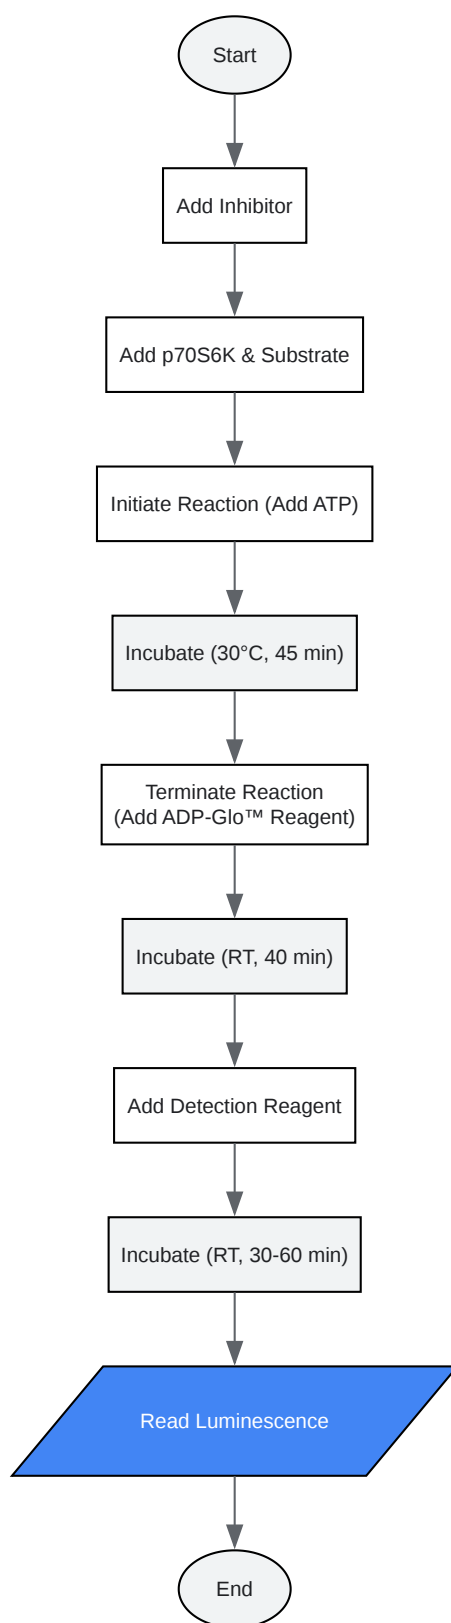 Start
Add Inhibitor
Add p70S6K & Substrate
Initiate Reaction (Add ATP)
Incubate (30°C, 45 min)
Terminate Reaction
(Add ADP-Glo™ Reagent)
Incubate (RT, 40 min)
Add Detection Reagent
Incubate (RT, 30-60 min)
Read Luminescence
End